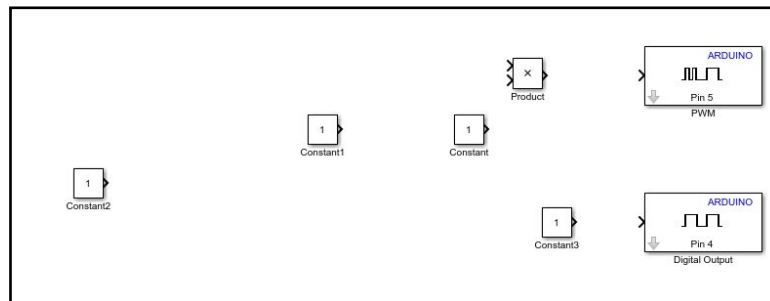 ARDUINO
×
Pin 5
Product
PWM
1
Constant1
1
Constant
1
Constant2
ARDUINO
1
Pin 4
Constant3
Digital Output